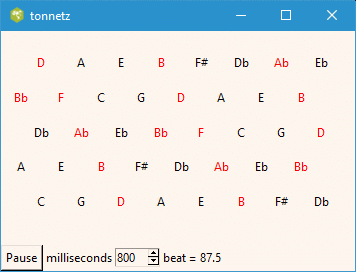 tonnetz
D A E B F# Db Ab Eb
Bb F C G D A E B
Db Ab Eb Bb F C G D
A E B F# Db Ab Eb Bb
C G D A E B F# Db
Pause milliseconds 800 beat = 87.5